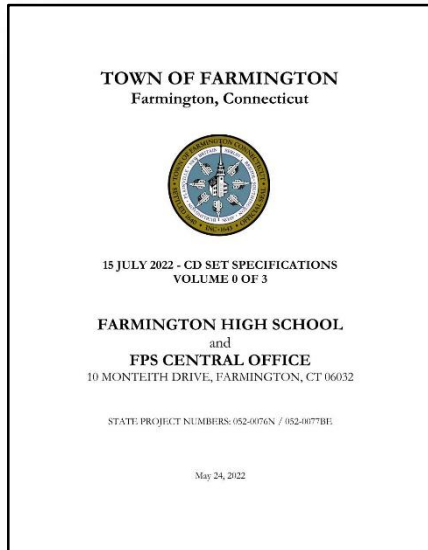 TOWN OF FARMINGTON
Farmington, Connecticut
15 JULY 2022 - CD SET SPECIFICATIONS
VOLUME 0 OF 3
FARMINGTON HIGH SCHOOL
and
FPS CENTRAL OFFICE
10 MONTEITH DRIVE, FARMINGTON, CT 06032
STATE PROJECT NUMBERS: 052-0076N / 052-0077BE
May 24, 2022